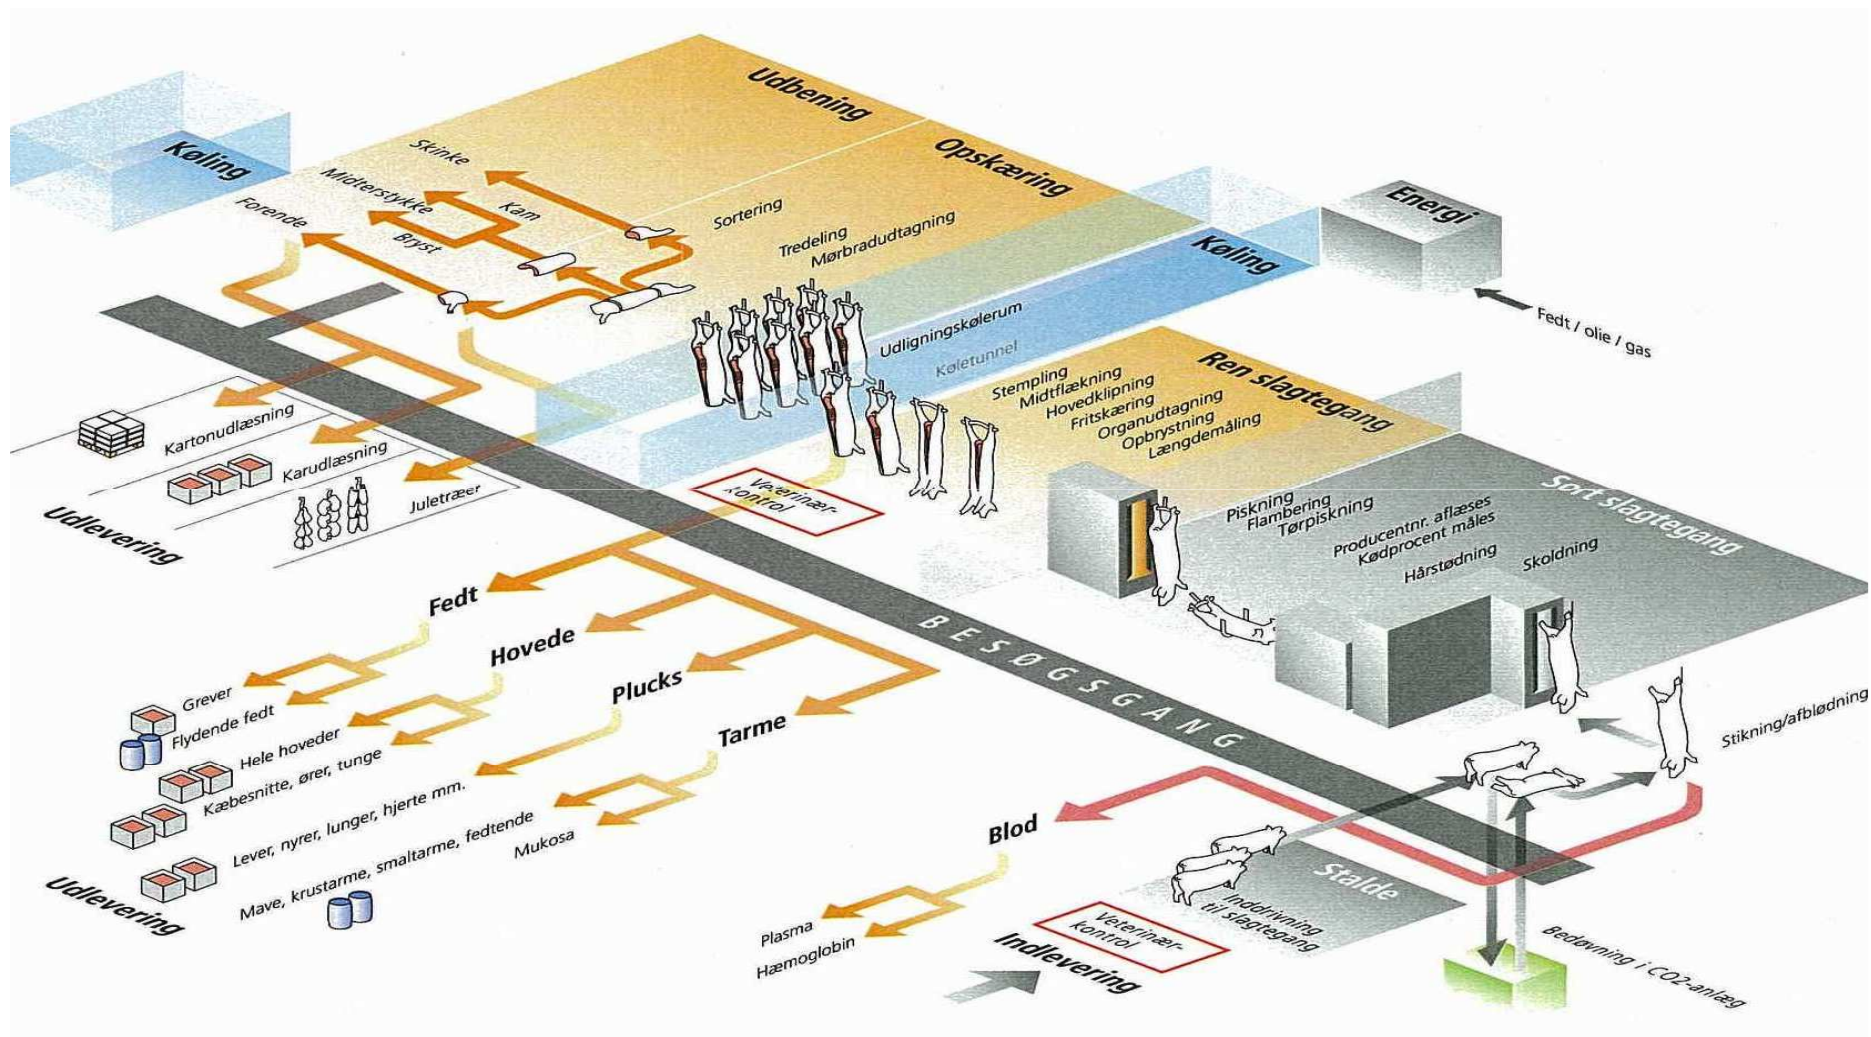 Udbening
Opskæring
Køling
Skinke
Midterstykke
Forende
Kam
Bryst
Sortering
Tredeling
Mørbradudtagning
Køling
Energi
Fedt / olie / gas
Udligningskølerum
Køletunnel
Ren slagtegang
Stempling
Midtflækning
Hovedklipning
Fritskæring
Organudtagning
Opbrystning
Længdemåling
Sort slagtegang
Piskning
Flambering
Tørpiskning
Producentnr. aflæses
Kødprocent måles
Hårstødning
Skoldning
Kartonudlæsning
Karudlæsning
Juletræer
Udlevering
Veterinær-
kontrol
BESØGSGANG
Fedt
Hovede
Plucks
Tarme
Grever
Flydende fedt
Hele hoveder
Kæbesnitte, ører, tunge
Lever, nyrer, lunger, hjerte mm.
Mave, krustarme, smaltarme, fedtende
Mukosa
Udlevering
Stikning/afblødning
Blod
Plasma
Hæmoglobin
Stalde
Inddrivning
til slagtegang
Veterinær-
kontrol
Indlevering
Bedøvning i CO2-anlæg